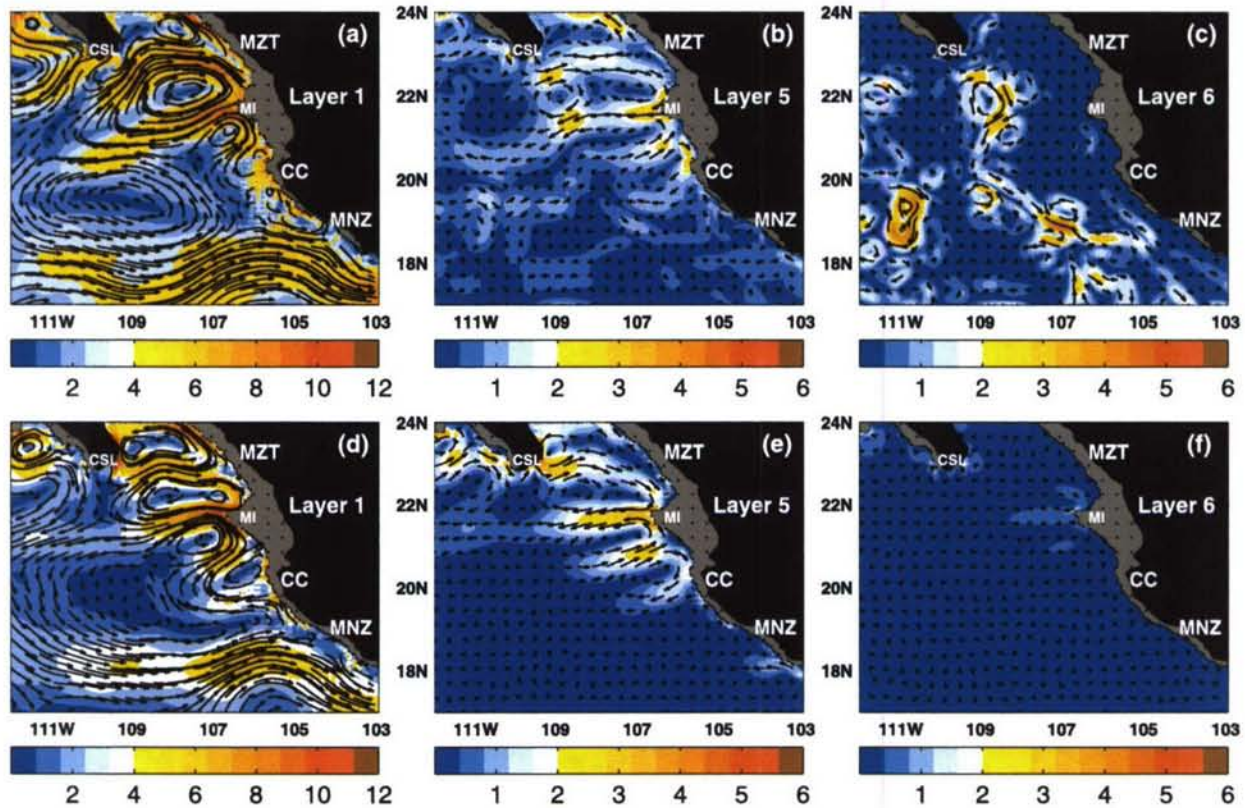 24N
22N
20N
18N
(a)
MZT
CSL
Layer 1
MI
CC
MNZ
111W 109 107 105 103
2 4 6 8 10 12
(b)
MZT
CSL
Layer 5
MI
CC
MNZ
111W 109 107 105 103
1 2 3 4 5 6
24N
22N
20N
18N
(c)
MZT
CSL
Layer 6
MI
CC
MNZ
111W 109 107 105 103
1 2 3 4 5 6
24N
22N
20N
18N
(d)
MZT
CSL
Layer 1
MI
CC
MNZ
111W 109 107 105 103
2 4 6 8 10 12
(e)
MZT
CSL
Layer 5
MI
CC
MNZ
111W 109 107 105 103
1 2 3 4 5 6
24N
22N
20N
18N
(f)
MZT
CSL
Layer 6
MI
CC
MNZ
111W 109 107 105 103
1 2 3 4 5 6